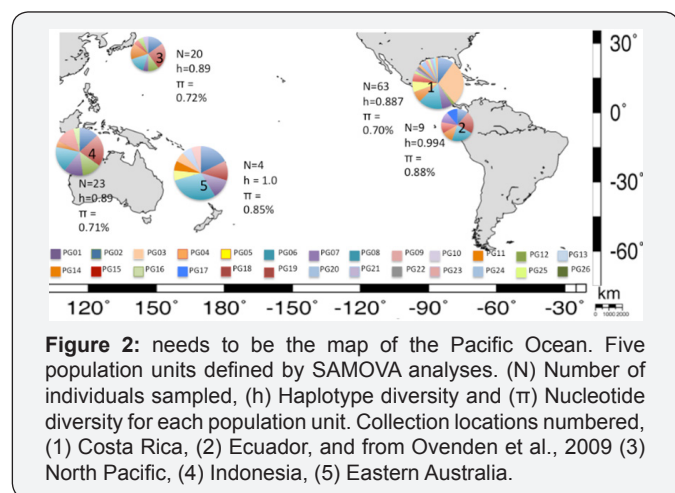 30°
0°
-30°
-60°
N=20
h=0.89
π =
0.72%
3
N=63
h=0.887
π =
0.70%
1
N=9
h=0.994
π =
0.88%
2
4
N=23
h=0.89
π =
0.71%
5
N=4
h = 1.0
π =
0.85%
PG01 PG02 PG03 PG04 PG05 PG06 PG07 PG08 PG09 PG10 PG11 PG12 PG13
PG14 PG15 PG16 PG17 PG18 PG19 PG20 PG21 PG22 PG23 PG24 PG25 PG26
km
0 1000 2000
120° 150° 180° -150° -120° -90° -60° -30°
Figure 2: needs to be the map of the Pacific Ocean. Five
population units defined by SAMOVA analyses. (N) Number of
individuals sampled, (h) Haplotype diversity and (π) Nucleotide
diversity for each population unit. Collection locations numbered,
(1) Costa Rica, (2) Ecuador, and from Ovenden et al., 2009 (3)
North Pacific, (4) Indonesia, (5) Eastern Australia.